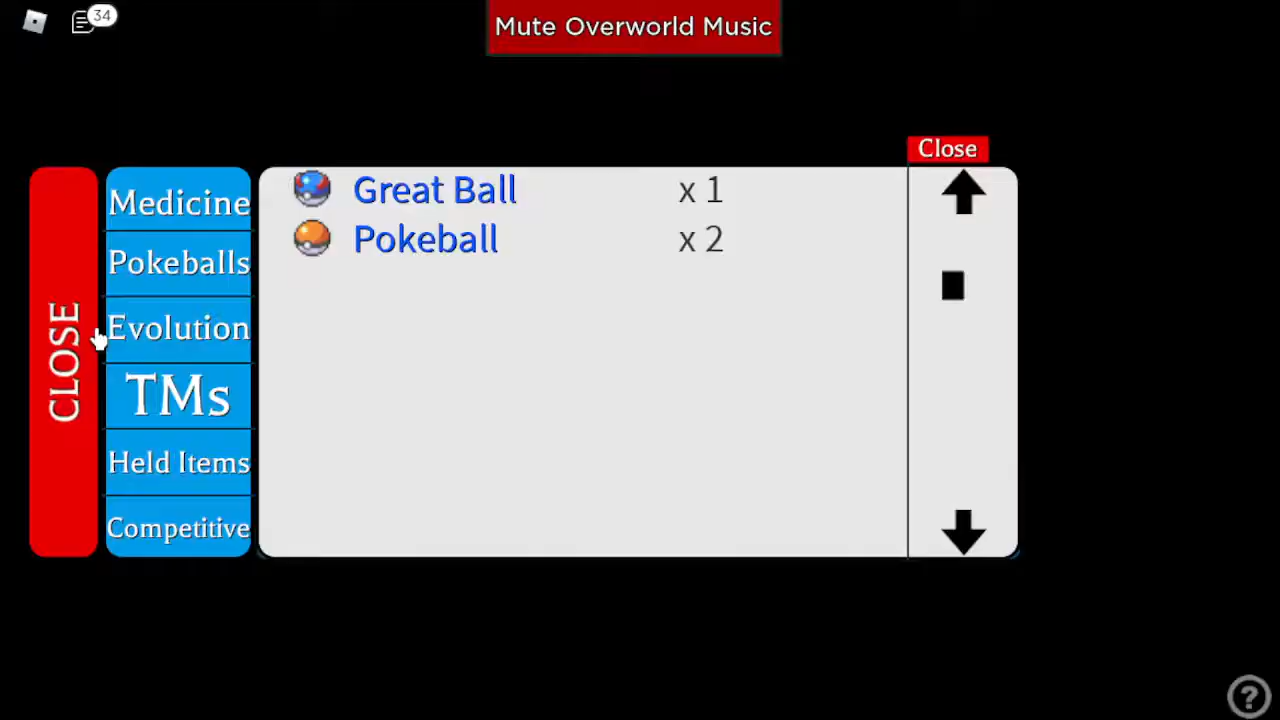 34
Mute Overworld Music
Close
CLOSE
Medicine
Pokeballs
Evolution
TMs
Held Items
Competitive
Great Ball x 1
Pokeball x 2
?